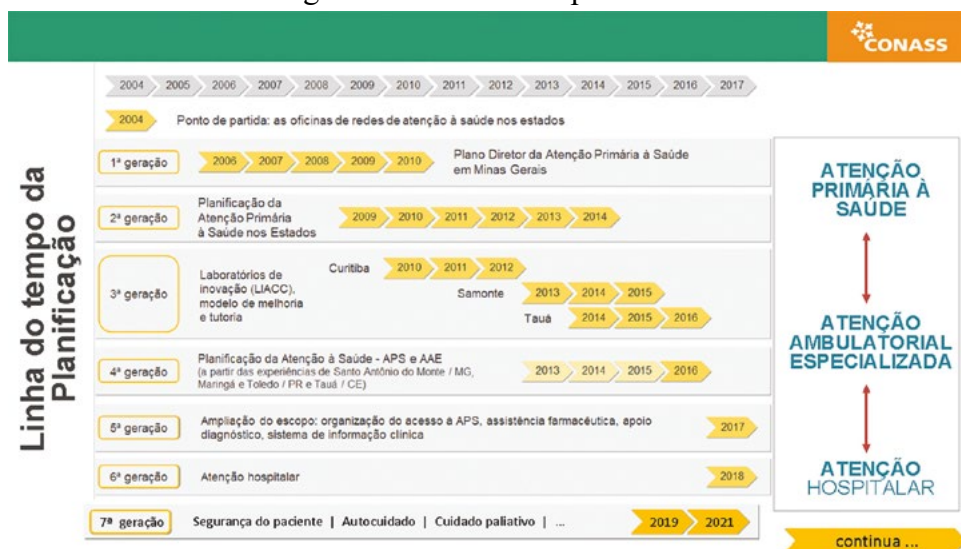 CONASS
Linha do tempo da
Planificação
2004 2005 2006 2007 2008 2009 2010 2011 2012 2013 2014 2015 2016 2017
2004 Ponto de partida: as oficinas de redes de atenção à saúde nos estados
1ª geração 2006 2007 2008 2009 2010 Plano Diretor da Atenção Primária à Saúde
em Minas Gerais
2ª geração Planificação da
Atenção Primária
à Saúde nos Estados
2009 2010 2011 2012 2013 2014
3ª geração Laboratórios de
inovação (LIACC),
modelo de melhoria
e tutoria
Curitiba 2010 2011 2012
Samonte 2013 2014 2015
Tauá 2014 2015 2016
4ª geração Planificação da Atenção à Saúde - APS e AAE
(a partir das experiências de Santo Antônio do Monte / MG,
Maringá e Toledo / PR e Tauá / CE)
2013 2014 2015 2016
5ª geração Ampliação do escopo: organização do acesso à APS, assistência farmacêutica, apoio
diagnóstico, sistema de informação clínica
2017
6ª geração Atenção hospitalar 2018
7ª geração Segurança do paciente | Autocuidado | Cuidado paliativo | ... 2019 2021
ATENÇÃO
PRIMÁRIA À
SAÚDE
ATENÇÃO
AMBULATORIAL
ESPECIALIZADA
ATENÇÃO
HOSPITALAR
continua ...